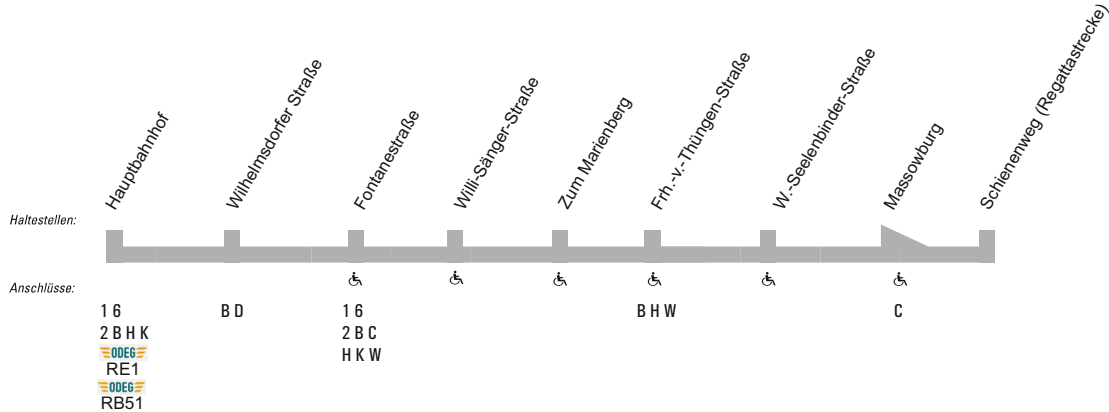 Hauptbahnhof
Wilhelmsdorfer Straße
Fontanestraße
Willi-Sänger-Straße
Zum Marienberg
Frh.-v.-Thüngen-Straße
W.-Seelenbinder-Straße
Massowburg
Schienenweg (Regattastrecke)
Haltestellen:
Anschlüsse:
1 6
2 B H K
ODEG
RE1
ODEG
RB51
B D
1 6
2 B C
H K W
B H W
C